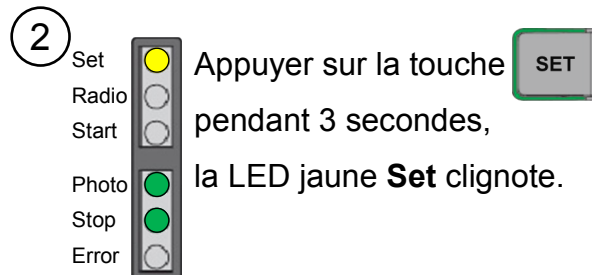 2
Set
Radio
Start
Photo
Stop
Error
Appuyer sur la touche SET
pendant 3 secondes,
la LED jaune Set clignote.